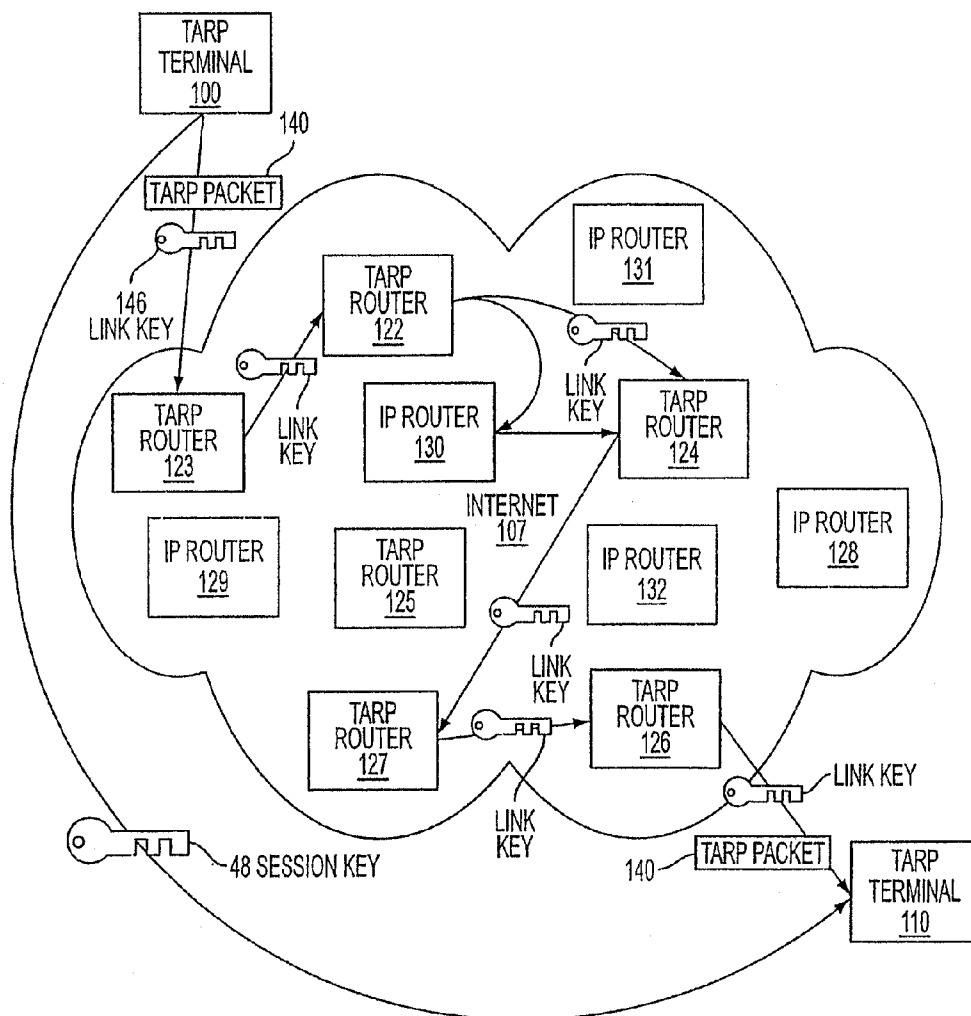 TARP
TERMINAL
100
140
TARP PACKET
146
LINK KEY
IP ROUTER
131
TARP
ROUTER
122
LINK
KEY
LINK
KEY
TARP
ROUTER
123
IP ROUTER
130
TARP
ROUTER
124
INTERNET
107
IP ROUTER
129
TARP
ROUTER
125
IP ROUTER
132
IP ROUTER
128
LINK
KEY
TARP
ROUTER
127
TARP
ROUTER
126
LINK
KEY
LINK KEY
48 SESSION KEY
140
TARP PACKET
TARP
TERMINAL
110